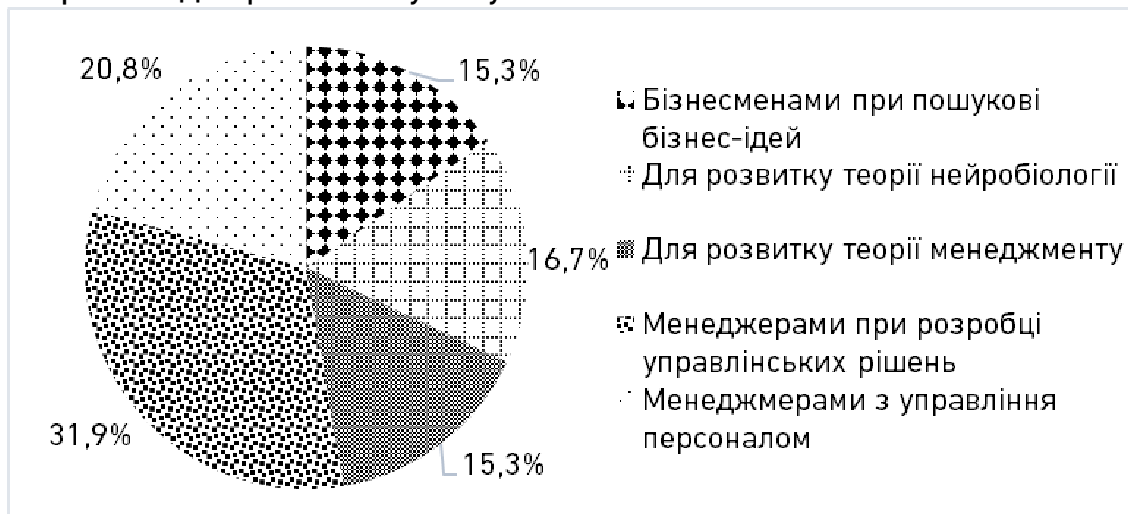 20,8%
15,3%
16,7%
15,3%
31,9%
Бізнесменами при пошукові
бізнес-ідей
Для розвитку теорії нейробіології
Для розвитку теорії менеджменту
Менеджерами при розробці
управлінських рішень
Менеджмерами з управління
персоналом